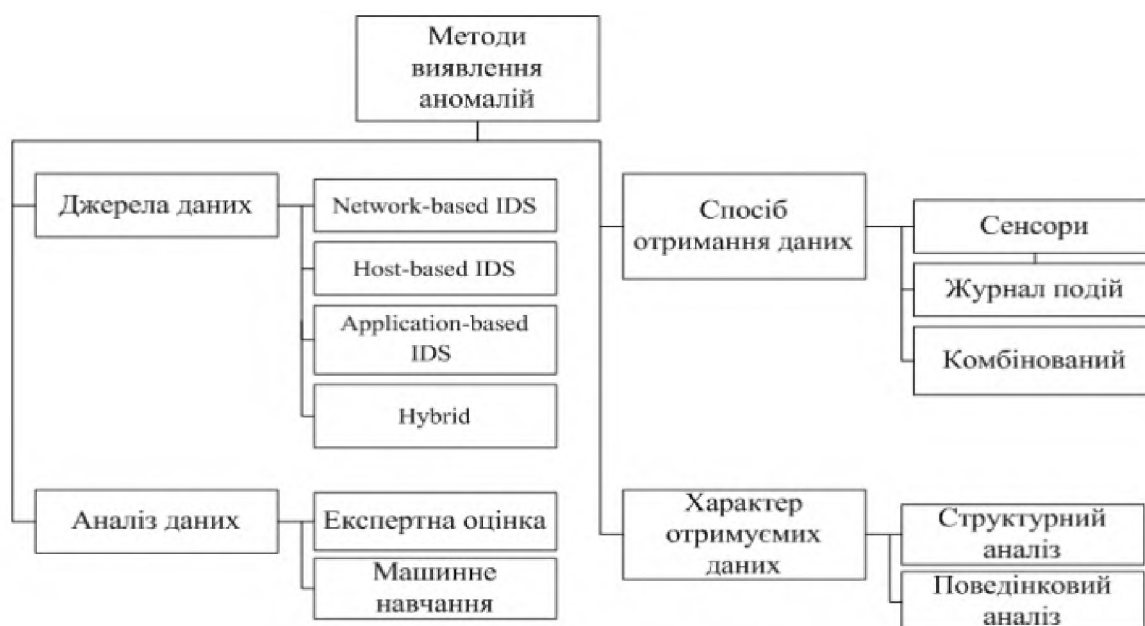 Методи
виявлення
аномалій
Джерела даних
Network-based IDS
Host-based IDS
Application-based
IDS
Hybrid
Спосіб
отримання даних
Сенсори
Журнал подій
Комбінований
Аналіз даних
Експертна оцінка
Машинне
навчання
Характер
отримуємих
даних
Структурний
аналіз
Поведінковий
аналіз